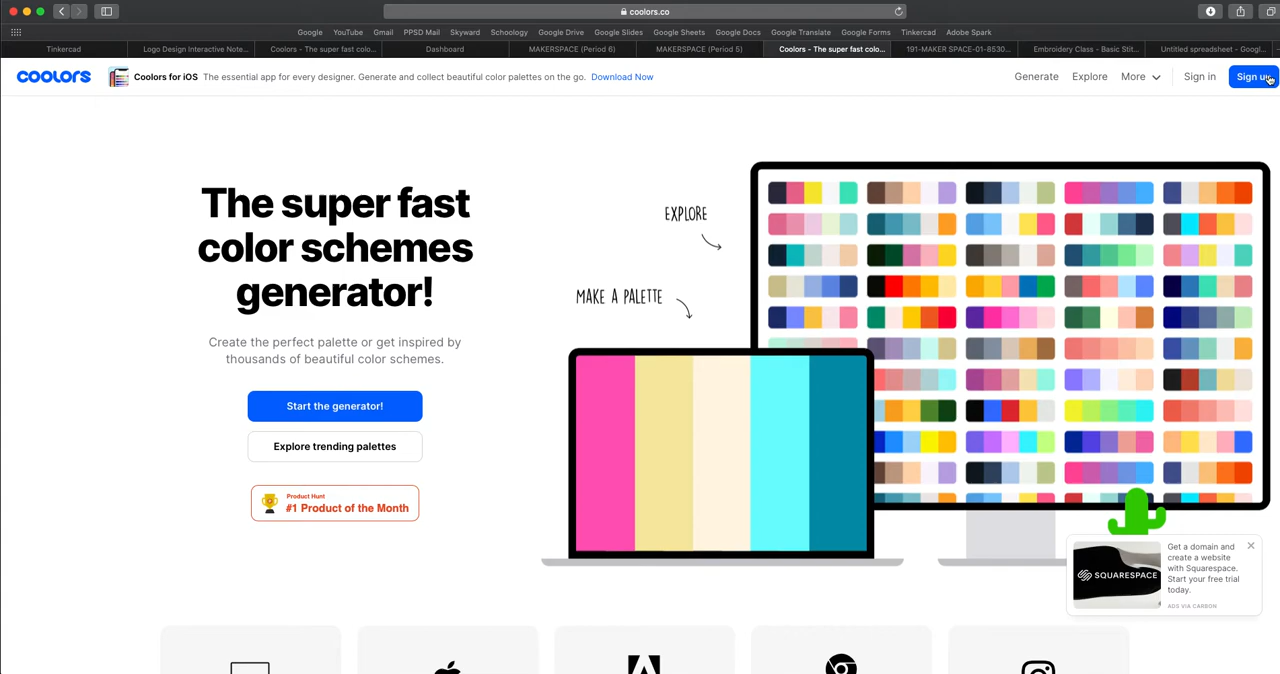 coolors.co
Google YouTube Gmail PPSD Mail Skyward Schoology Google Drive Google Slides Google Sheets Google Docs Google Translate Google Forms Tinkercad Adobe Spark
Tinkercad Logo Design Interactive Note... Coolors - The super fast colo... Dashboard MAKERSPACE (Period 6) MAKERSPACE (Period 5) Coolors - The super fast colo... 191-MAKER SPACE-01-8530... Embroidery Class - Basic Stit... Untitled spreadsheet - Googl...
coolors Coolors for iOS The essential app for every designer. Generate and collect beautiful color palettes on the go. Download Now Generate Explore More Sign in Sign up
The super fast
color schemes
generator!
Create the perfect palette or get inspired by
thousands of beautiful color schemes.
Start the generator!
Explore trending palettes
Product Hunt
#1 Product of the Month
EXPLORE
MAKE A PALETTE
SQUARESPACE
Get a domain and
create a website
with Squarespace.
Start your free trial
today.
ADS VIA CARBON